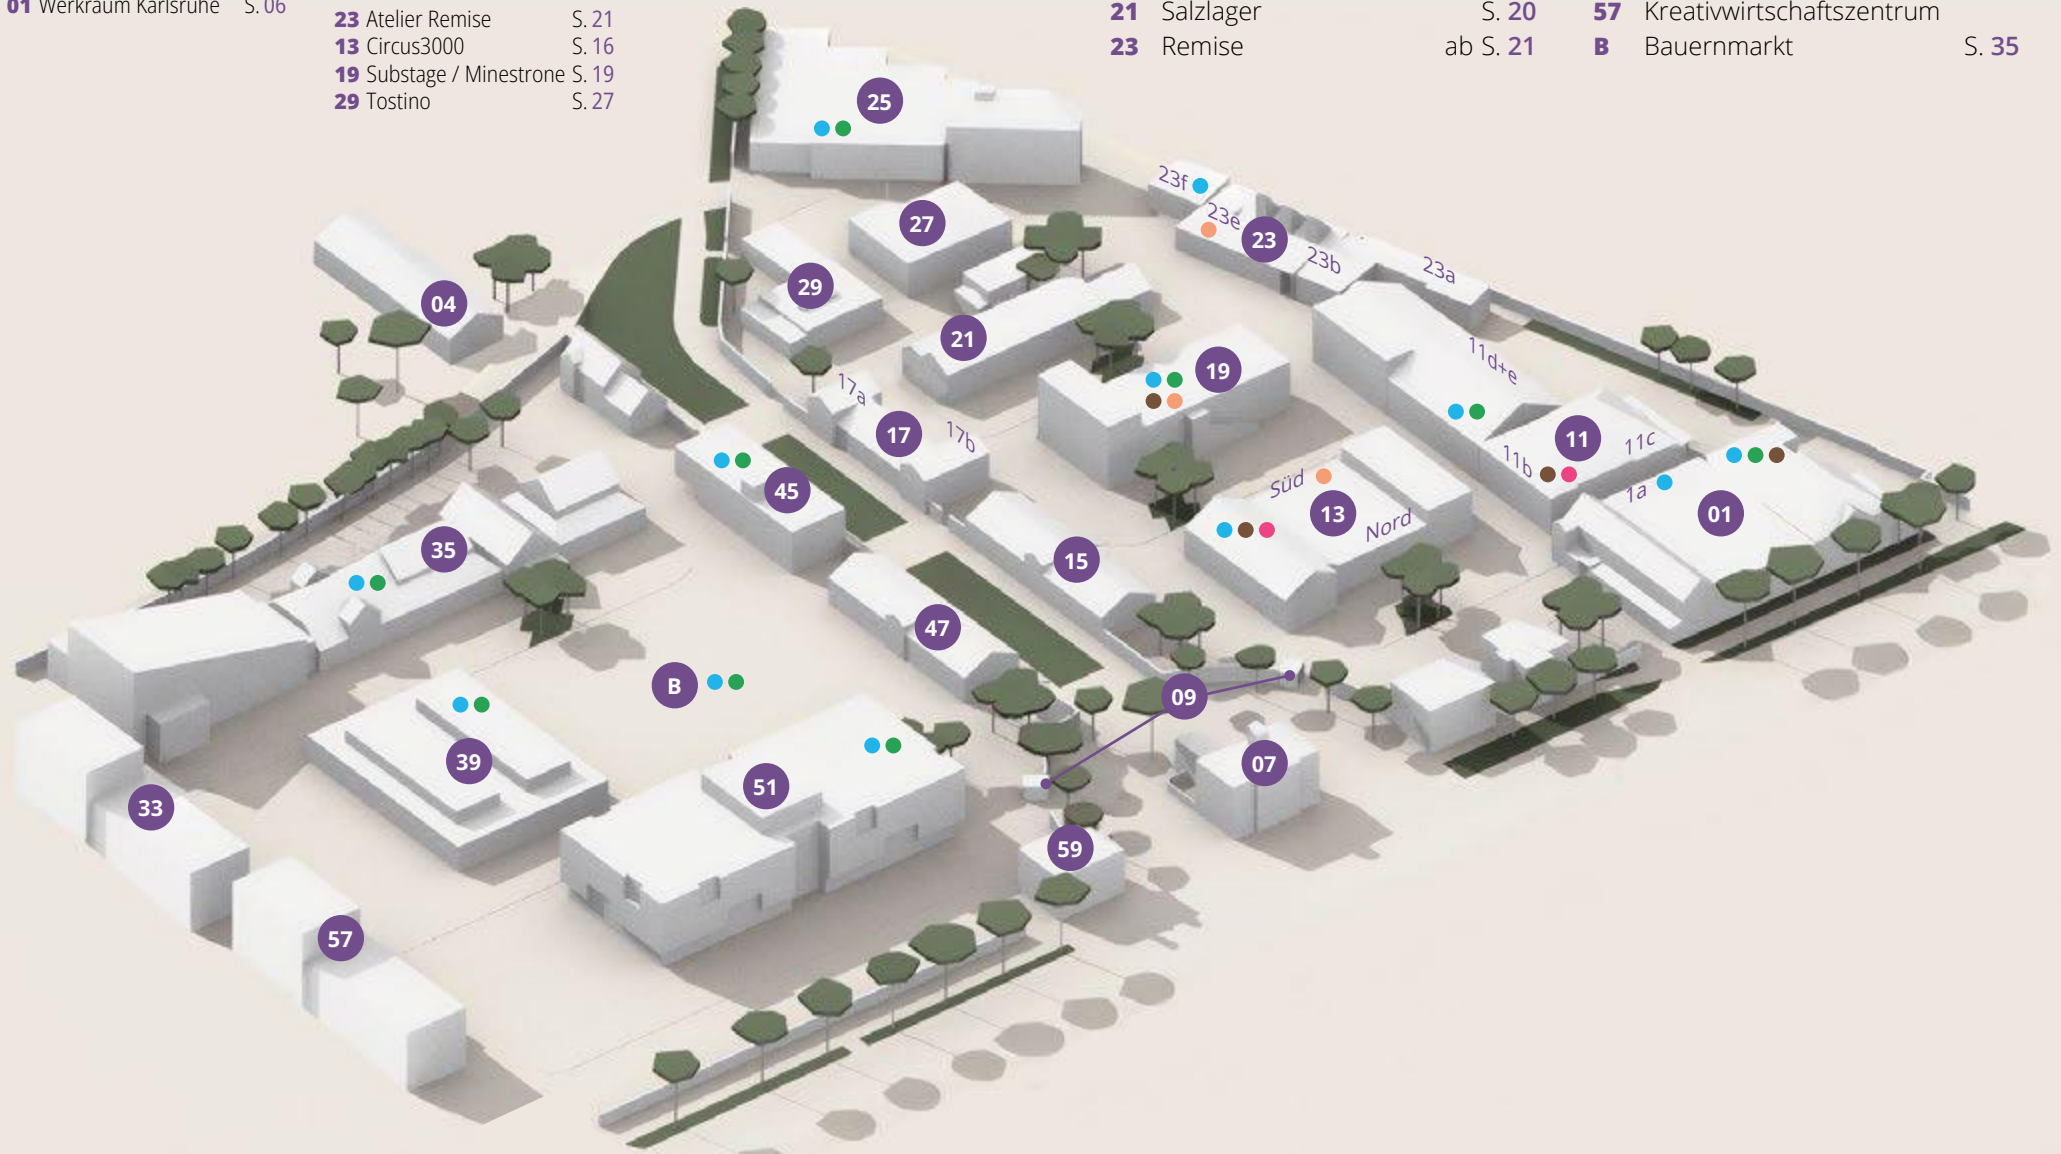 01 Werkraum Karlsruhe S. 06
23 Atelier Remise S. 21
13 Circus3000 S. 16
19 Substage / Minestrone S. 19
29 Tostino S. 27
21 Salzlager S. 20
23 Remise ab S. 21
57 Kreativwirtschaftszentrum
B Bauernmarkt S. 35
25
23f
23e
23
23b
23a
27
29
04
21
19
11d+e
17a
17
17b
11
11c
11b
1a
01
45
Süd
13
Nord
35
15
47
B
09
39
51
07
33
59
57